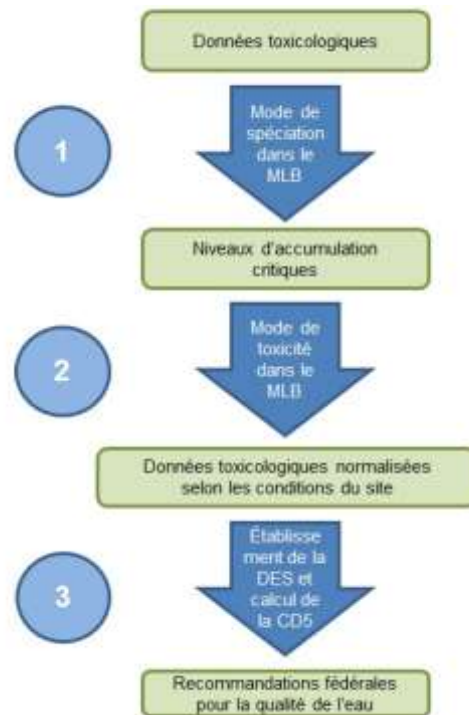 Données toxicologiques
1
Mode de
spéciation
dans le
MLB
Niveaux d'accumulation
critiques
2
Mode de
toxicité
dans le
MLB
Données toxicologiques normalisées
selon les conditions du site
3
Établisse
ment de la
DES et
calcul de
la CD5
Recommandations fédérales
pour la qualité de l'eau